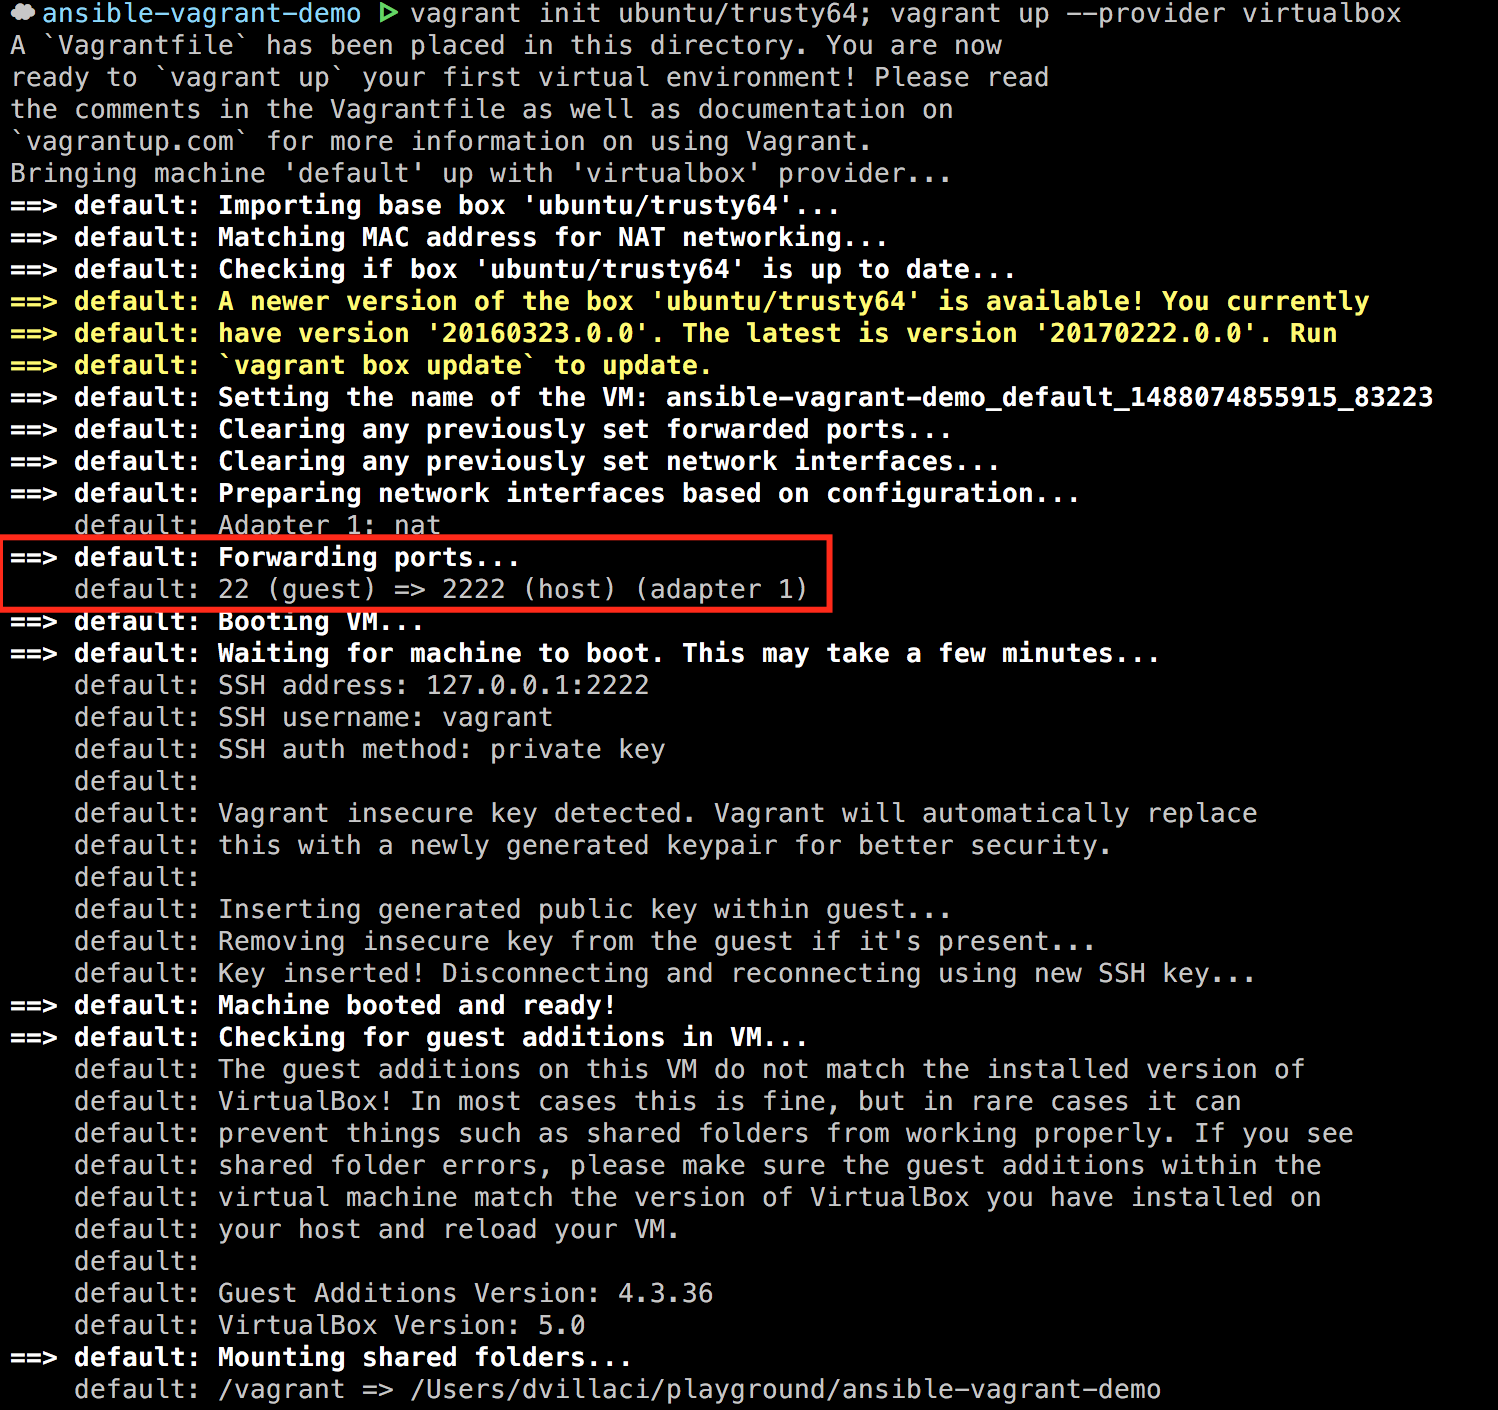 ansible-vagrant-demo ▷ vagrant init ubuntu/trusty64; vagrant up --provider virtualbox
A `Vagrantfile` has been placed in this directory. You are now
ready to `vagrant up` your first virtual environment! Please read
the comments in the Vagrantfile as well as documentation on
`vagrantup.com` for more information on using Vagrant.
Bringing machine 'default' up with 'virtualbox' provider...
==> default: Importing base box 'ubuntu/trusty64'...
==> default: Matching MAC address for NAT networking...
==> default: Checking if box 'ubuntu/trusty64' is up to date...
==> default: A newer version of the box 'ubuntu/trusty64' is available! You currently
==> default: have version '20160323.0.0'. The latest is version '20170222.0.0'. Run
==> default: `vagrant box update` to update.
==> default: Setting the name of the VM: ansible-vagrant-demo_default_1488074855915_83223
==> default: Clearing any previously set forwarded ports...
==> default: Clearing any previously set network interfaces...
==> default: Preparing network interfaces based on configuration...
    default: Adapter 1: nat
==> default: Forwarding ports...
    default: 22 (guest) => 2222 (host) (adapter 1)
==> default: Booting VM...
==> default: Waiting for machine to boot. This may take a few minutes...
    default: SSH address: 127.0.0.1:2222
    default: SSH username: vagrant
    default: SSH auth method: private key
    default:
    default: Vagrant insecure key detected. Vagrant will automatically replace
    default: this with a newly generated keypair for better security.
    default:
    default: Inserting generated public key within guest...
    default: Removing insecure key from the guest if it's present...
    default: Key inserted! Disconnecting and reconnecting using new SSH key...
==> default: Machine booted and ready!
==> default: Checking for guest additions in VM...
    default: The guest additions on this VM do not match the installed version of
    default: VirtualBox! In most cases this is fine, but in rare cases it can
    default: prevent things such as shared folders from working properly. If you see
    default: shared folder errors, please make sure the guest additions within the
    default: virtual machine match the version of VirtualBox you have installed on
    default: your host and reload your VM.
    default:
    default: Guest Additions Version: 4.3.36
    default: VirtualBox Version: 5.0
==> default: Mounting shared folders...
    default: /vagrant => /Users/dvillaci/playground/ansible-vagrant-demo